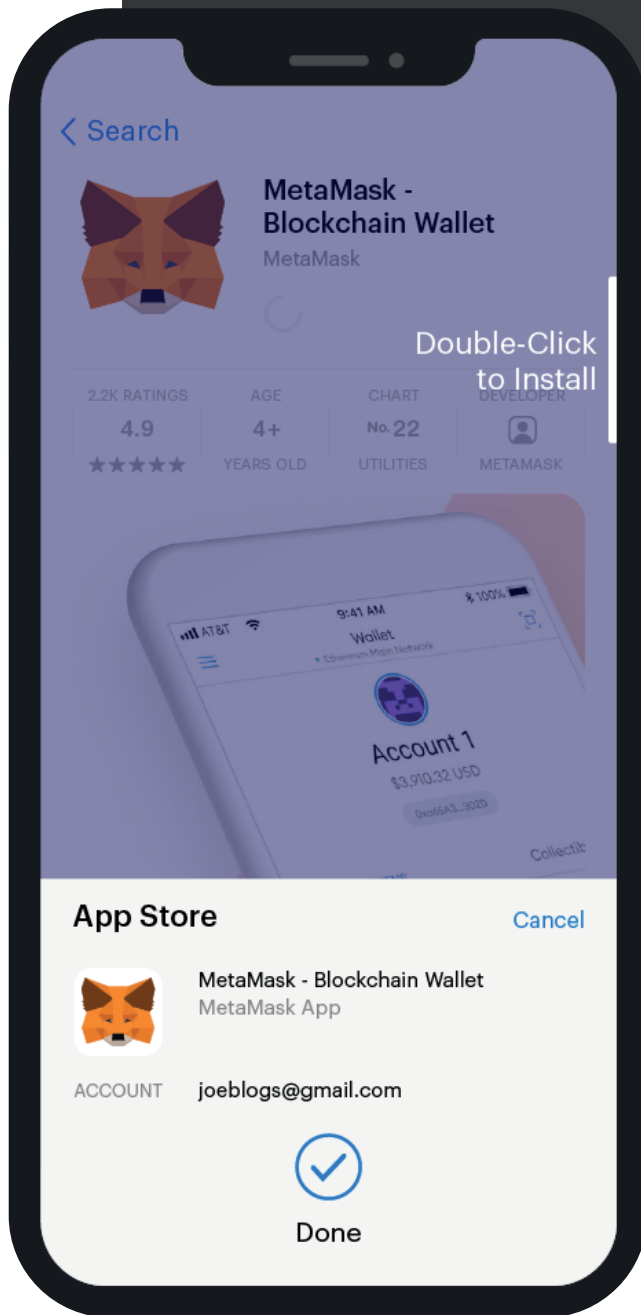 Search
MetaMask -
Blockchain Wallet
MetaMask
Double-Click
to Install
2.2K RATINGS
AGE
CHART
DEVELOPER
4.9
4+
No. 22
★★★★★
YEARS OLD
UTILITIES
METAMASK
AT&T
9:41 AM
100%
Wallet
Ethereum Main Network
Account 1
$3,910.32 USD
Collectib
App Store
Cancel
MetaMask - Blockchain Wallet
MetaMask App
ACCOUNT
joeblogs@gmail.com
Done